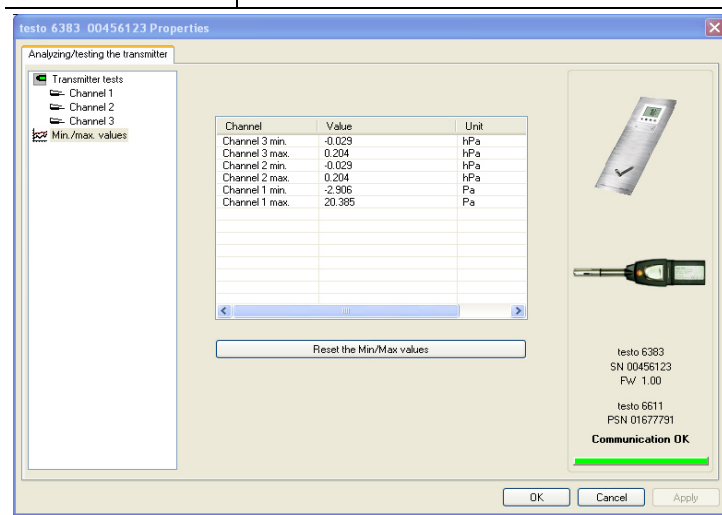 testo 6383 00456123 Properties
Analyzing/testing the transmitter
Transmitter tests
Channel 1
Channel 2
Channel 3
Min./max. values
Channel Value Unit
Channel 3 min. -0.029 hPa
Channel 3 max. 0.204 hPa
Channel 2 min. -0.029 hPa
Channel 2 max. 0.204 hPa
Channel 1 min. -2.906 Pa
Channel 1 max. 20.385 Pa
Reset the Min/Max values
testo 6383
SN 00456123
FW 1.00
testo 6611
PSN 01677791
Communication OK
OK Cancel Apply